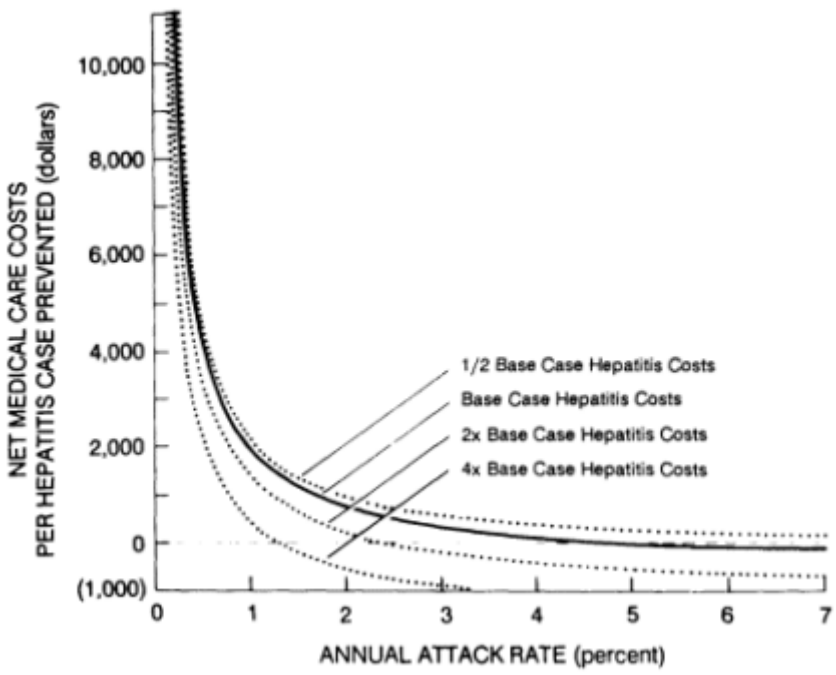 NET MEDICAL CARE COSTS
PER HEPATITIS CASE PREVENTED (dollars)
10,000
8,000
6,000
4,000
2,000
0
(1,000)
1/2 Base Case Hepatitis Costs
Base Case Hepatitis Costs
2x Base Case Hepatitis Costs
4x Base Case Hepatitis Costs
0 1 2 3 4 5 6 7
ANNUAL ATTACK RATE (percent)